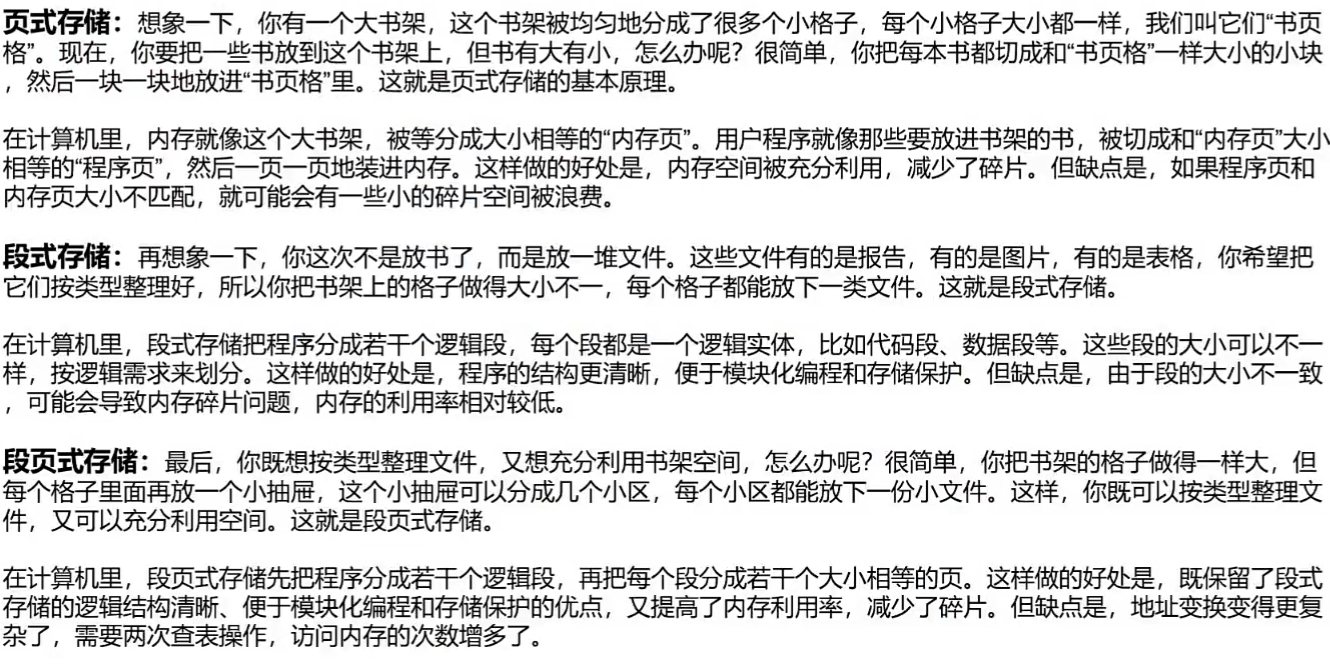 页式存储：想象一下，你有一个大书架，这个书架被均匀地分成了很多个小格子，每个小格子大小都一样，我们叫它们“书页
格”。现在，你要把一些书放到这个书架上，但书有大有小，怎么办呢？很简单，你把每本书都切成和“书页格”一样大小的小块
，然后一块一块地放进“书页格”里。这就是页式存储的基本原理。
在计算机里，内存就像这个大书架，被等分成大小相等的“内存页”。用户程序就像那些要放进书架的书，被切成和“内存页”大小
相等的“程序页”，然后一页一页地装进内存。这样做的好处是，内存空间被充分利用，减少了碎片。但缺点是，如果程序页和
内存页大小不匹配，就可能会有一些小的碎片空间被浪费。
段式存储：再想象一下，你这次不是放书了，而是放一堆文件。这些文件有的是报告，有的是图片，有的是表格，你希望把
它们按类型整理好，所以你把书架上的格子做得大小不一，每个格子都能放下一类文件。这就是段式存储。
在计算机里，段式存储把程序分成若干个逻辑段，每个段都是一个逻辑实体，比如代码段、数据段等。这些段的大小可以不一
样，按逻辑需求来划分。这样做的好处是，程序的结构更清晰，便于模块化编程和存储保护。但缺点是，由于段的大小不一致
，可能会导致内存碎片问题，内存的利用率相对较低。
段页式存储：最后，你既想按类型整理文件，又想充分利用书架空间，怎么办呢？很简单，你把书架的格子做得一样大，但
每个格子里面再放一个小抽屉，这个小抽屉可以分成几个小区，每个小区都能放下一份小文件。这样，你既可以按类型整理文
件，又可以充分利用空间。这就是段页式存储。
在计算机里，段页式存储先把程序分成若干个逻辑段，再把每个段分成若干个大小相等的页。这样做的好处是，既保留了段式
存储的逻辑结构清晰、便于模块化编程和存储保护的优点，又提高了内存利用率，减少了碎片。但缺点是，地址变换变得更复
杂了，需要两次查表操作，访问内存的次数增多了。